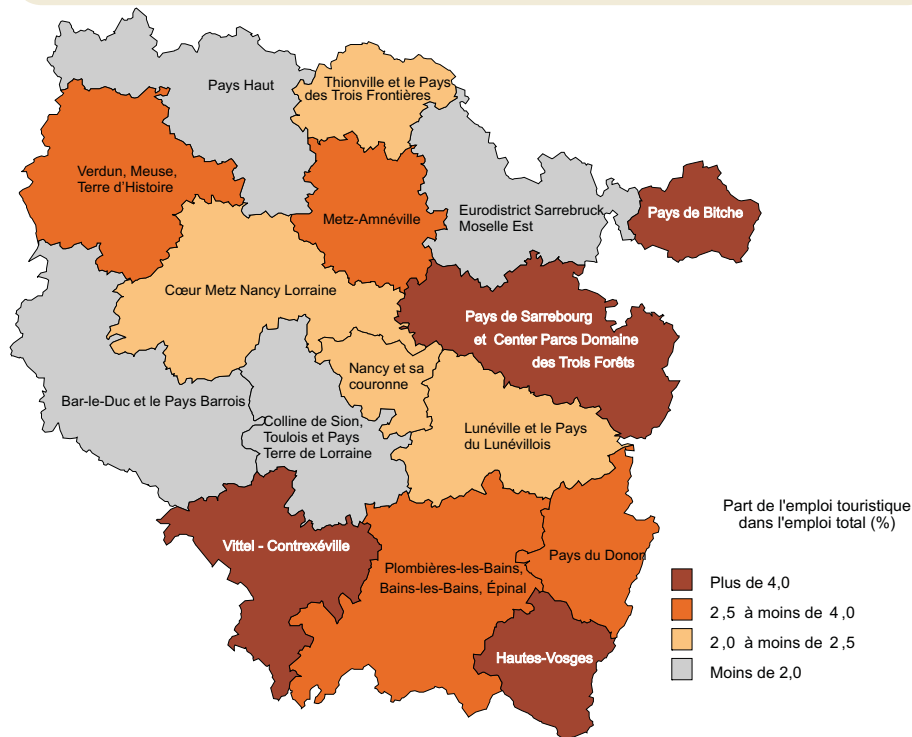 Pays Haut
Thionville et le Pays
des Trois Frontières
Verdun, Meuse,
Terre d’Histoire
Metz-Amnéville
Eurodistrict Sarrebruck
Moselle Est
Pays de Bitche
Cœur Metz Nancy Lorraine
Pays de Sarrebourg
et Center Parcs Domaine
des Trois Forêts
Nancy et sa
couronne
Bar-le-Duc et le Pays Barrois
Colline de Sion,
Toulois et Pays
Terre de Lorraine
Lunéville et le Pays
du Lunévillois
Vittel - Contrexéville
Plombières-les-Bains,
Bains-les-Bains, Épinal
Pays du Donon
Hautes-Vosges
Part de l'emploi touristique
dans l'emploi total (%)
Plus de 4,0
2,5 à moins de 4,0
2,0 à moins de 2,5
Moins de 2,0